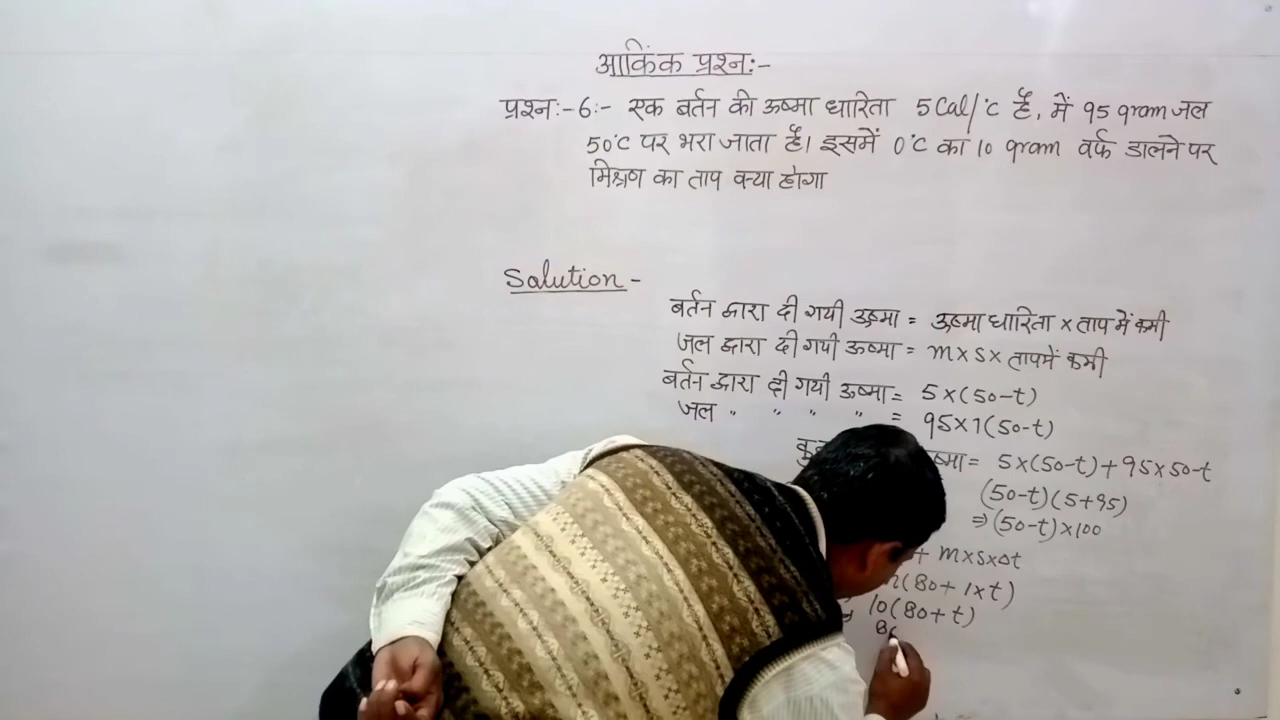 आकिंक प्रश्नः-
प्रश्नः-6ः- एक बर्तन की ऊष्मा धारिता 5 Cal/°C है, में 95 gram जल
50°C पर भरा जाता है। इसमें 0°C का 10 gram वर्फ डालने पर
मिश्रण का ताप क्या होगा
Solution -
बर्तन द्वारा दी गयी ऊष्मा = ऊष्मा धारिता × ताप में कमी
जल द्वारा दी गयी ऊष्मा = m×s× तापमें कमी
बर्तन द्वारा दी गयी ऊष्मा = 5×(50-t)
जल " " " " = 95×1(50-t)
= 5×(50-t)+95×50-t
(50-t)(5+95)
⇒(50-t)×100
+ m×s×Δt
(80+1×t)
10(80+t)